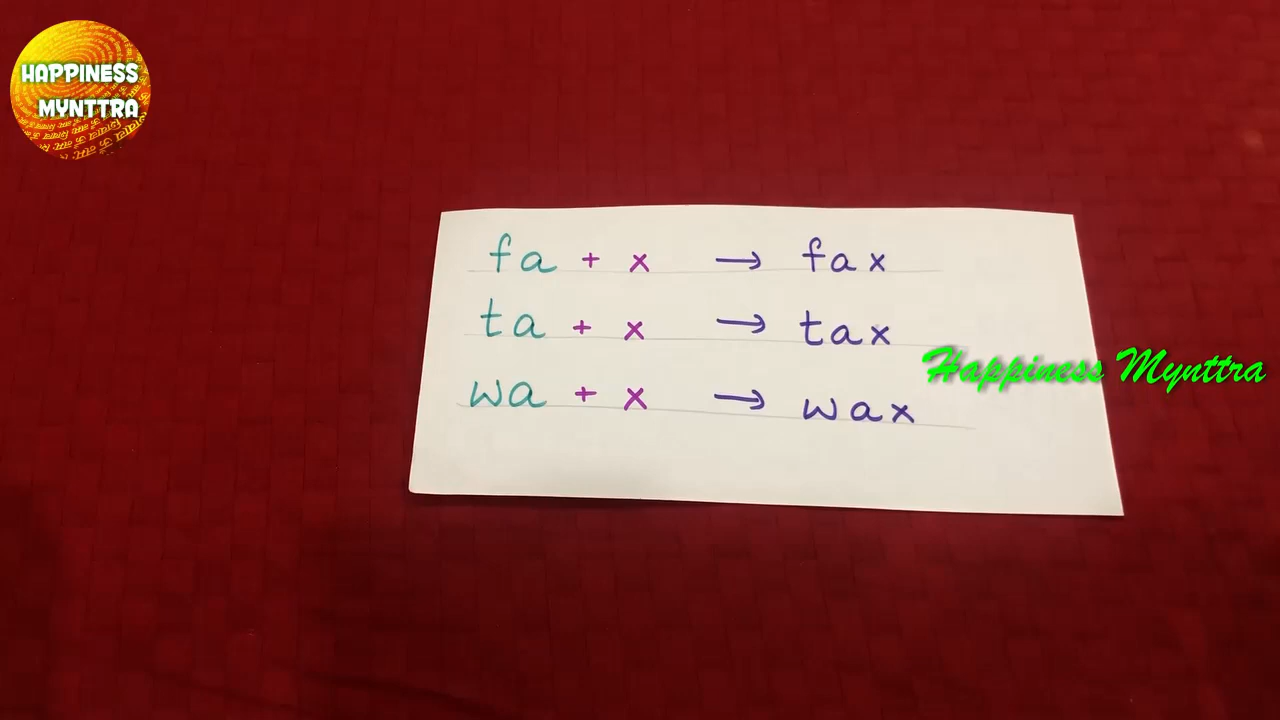 HAPPINESS
MYNTTRA
fa + x → fax
ta + x → tax
wa + x → wax
Happiness Mynttra